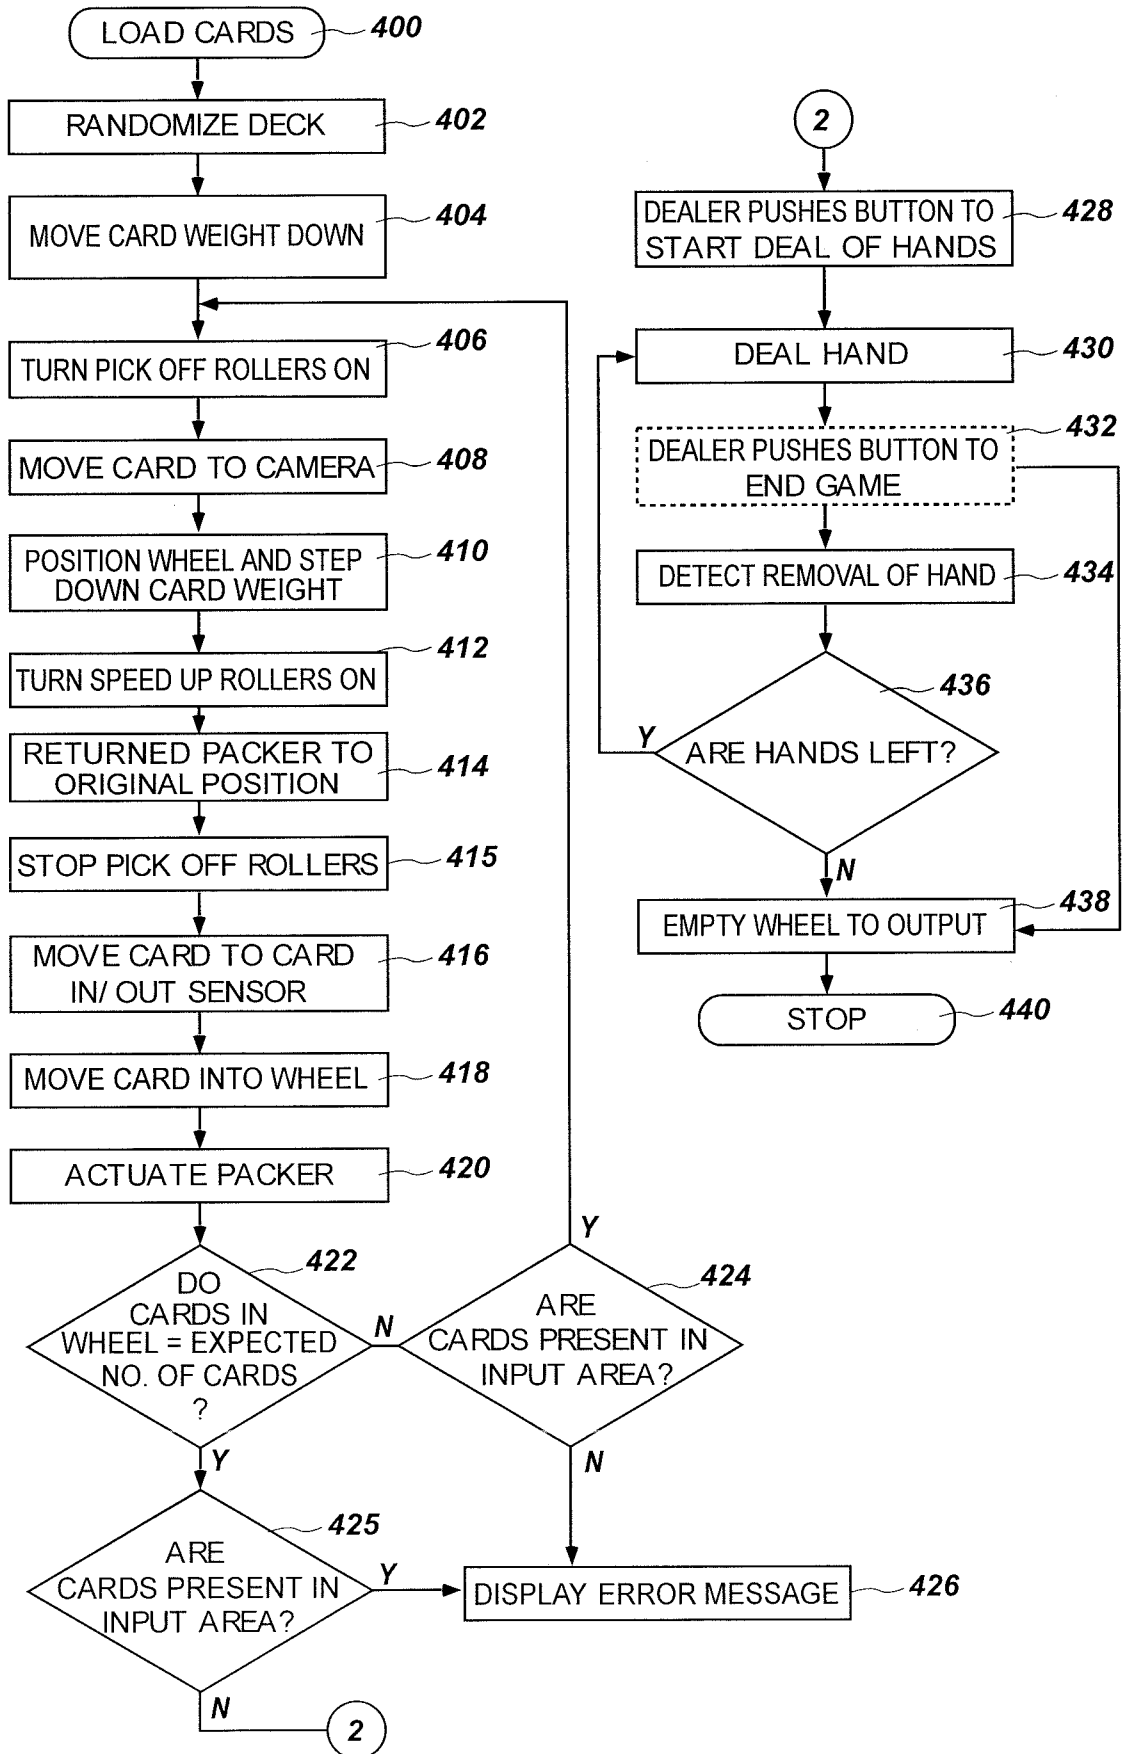 LOAD CARDS
400
RANDOMIZE DECK
402
MOVE CARD WEIGHT DOWN
404
TURN PICK OFF ROLLERS ON
406
MOVE CARD TO CAMERA
408
POSITION WHEEL AND STEP
DOWN CARD WEIGHT
410
TURN SPEED UP ROLLERS ON
412
RETURNED PACKER TO
ORIGINAL POSITION
414
STOP PICK OFF ROLLERS
415
MOVE CARD TO CARD
IN/ OUT SENSOR
416
MOVE CARD INTO WHEEL
418
ACTUATE PACKER
420
DO
CARDS IN
WHEEL = EXPECTED
NO. OF CARDS
?
422
N
Y
ARE
CARDS PRESENT IN
INPUT AREA?
424
Y
N
ARE
CARDS PRESENT IN
INPUT AREA?
425
Y
N
DISPLAY ERROR MESSAGE
426
2
2
DEALER PUSHES BUTTON TO
START DEAL OF HANDS
428
DEAL HAND
430
DEALER PUSHES BUTTON TO
END GAME
432
DETECT REMOVAL OF HAND
434
ARE HANDS LEFT?
436
Y
N
EMPTY WHEEL TO OUTPUT
438
STOP
440